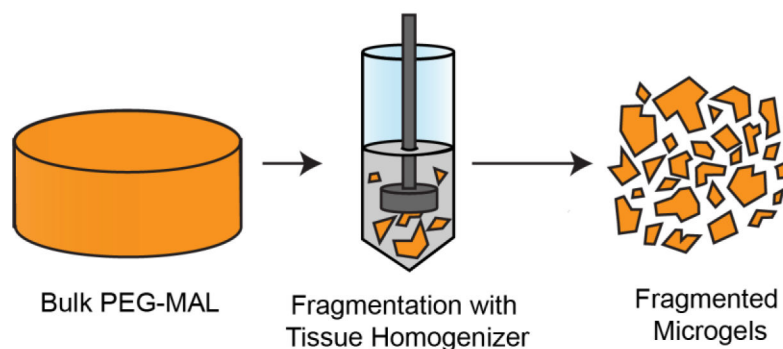 Bulk PEG-MAL
Fragmentation with
Tissue Homogenizer
Fragmented
Microgels